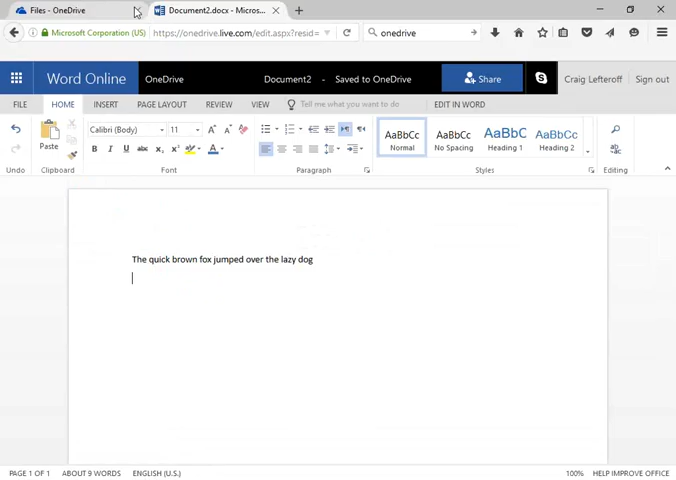 Files - OneDrive
Document2.docx - Micros...
Microsoft Corporation (US)
https://onedrive.live.com/edit.aspx?resid=
onedrive
Word Online
OneDrive
Document2 - Saved to OneDrive
Share
Craig Lefteroff
Sign out
FILE
HOME
INSERT
PAGE LAYOUT
REVIEW
VIEW
Tell me what you want to do
EDIT IN WORD
Paste
Calibri (Body)
11
AaBbCc
AaBbCc
AaBbC
AaBbCc
Normal
No Spacing
Heading 1
Heading 2
Undo
Clipboard
Font
Paragraph
Styles
Editing
The quick brown fox jumped over the lazy dog
PAGE 1 OF 1
ABOUT 9 WORDS
ENGLISH (U.S.)
100%
HELP IMPROVE OFFICE